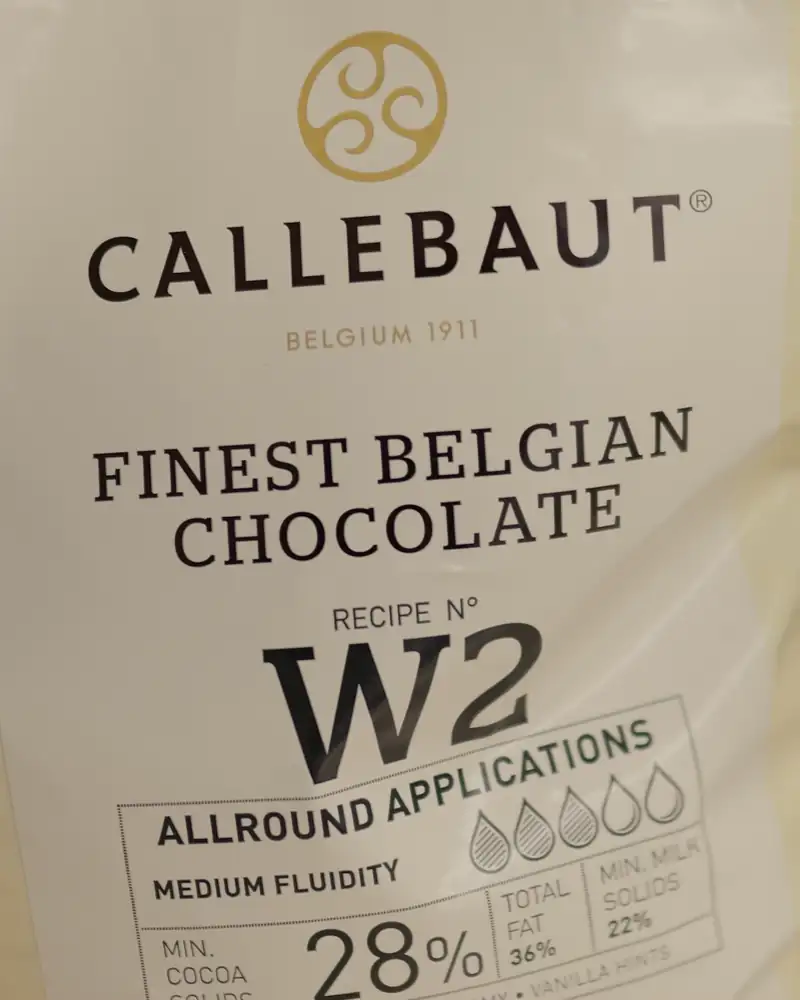 CALLEBAUT®
BELGIUM 1911
FINEST BELGIAN
CHOCOLATE
RECIPE N°
W2
ALLROUND APPLICATIONS
MEDIUM FLUIDITY
MIN.
COCOA
SOLIDS
28%
TOTAL
FAT
36%
MIN. MILK
SOLIDS
22%
• VANILLA HINTS